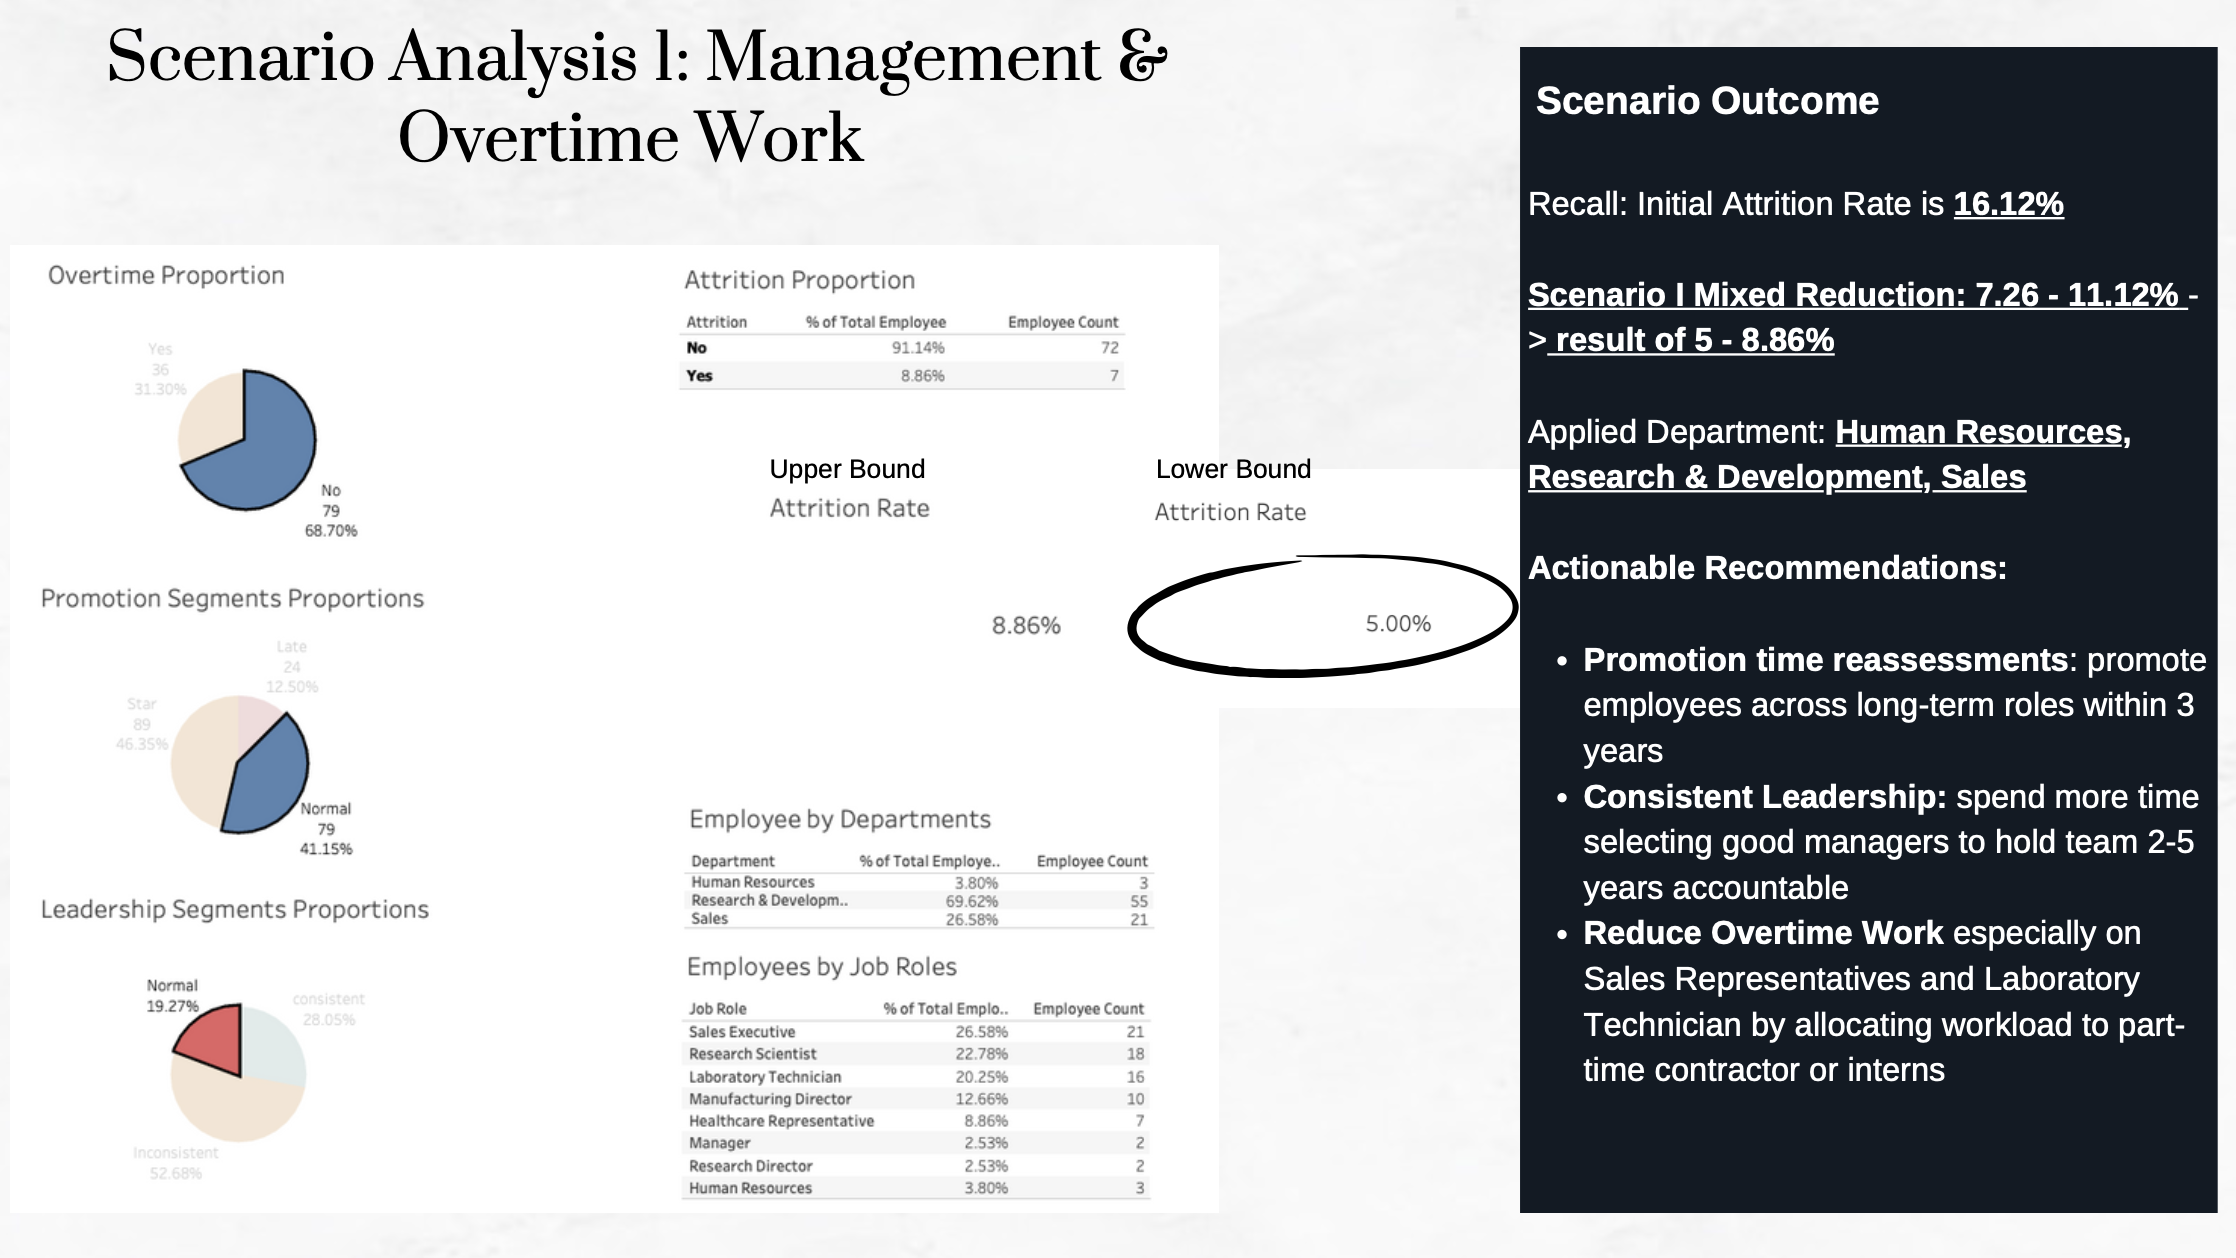 Scenario Analysis 1: Management &
Overtime Work
Overtime Proportion
Yes
36
31.30%
No
79
68.70%
Promotion Segments Proportions
Late
24
12.50%
Star
89
46.35%
Normal
79
41.15%
Leadership Segments Proportions
Normal
19.27%
consistent
28.05%
Inconsistent
52.68%
Attrition Proportion
Attrition % of Total Employee Employee Count
No 91.14% 72
Yes 8.86% 7
Upper Bound
Attrition Rate
8.86%
Lower Bound
Attrition Rate
5.00%
Employee by Departments
Department % of Total Employe.. Employee Count
Human Resources 3.80% 3
Research & Developm.. 69.62% 55
Sales 26.58% 21
Employees by Job Roles
Job Role % of Total Emplo.. Employee Count
Sales Executive 26.58% 21
Research Scientist 22.78% 18
Laboratory Technician 20.25% 16
Manufacturing Director 12.66% 10
Healthcare Representative 8.86% 7
Manager 2.53% 2
Research Director 2.53% 2
Human Resources 3.80% 3
Scenario Outcome
Recall: Initial Attrition Rate is 16.12%
Scenario I Mixed Reduction: 7.26 - 11.12% -
> result of 5 - 8.86%
Applied Department: Human Resources,
Research & Development, Sales
Actionable Recommendations:
• Promotion time reassessments: promote
employees across long-term roles within 3
years
• Consistent Leadership: spend more time
selecting good managers to hold team 2-5
years accountable
• Reduce Overtime Work especially on
Sales Representatives and Laboratory
Technician by allocating workload to part-
time contractor or interns